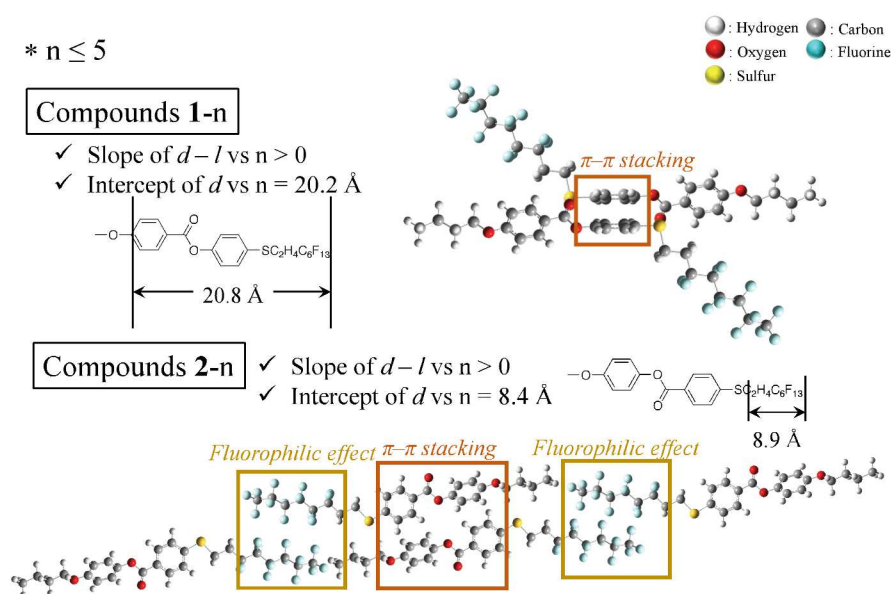 : Hydrogen : Carbon
: Oxygen : Fluorine
: Sulfur
* n ≤ 5
Compounds 1-n
✓ Slope of d – l vs n > 0
✓ Intercept of d vs n = 20.2 Å
π–π stacking
O
O
O
SC₂H₄C₆F₁₃
20.8 Å
Compounds 2-n
✓ Slope of d – l vs n > 0
✓ Intercept of d vs n = 8.4 Å
O
O
O
SC₂H₄C₆F₁₃
8.9 Å
Fluorophilic effect π–π stacking Fluorophilic effect